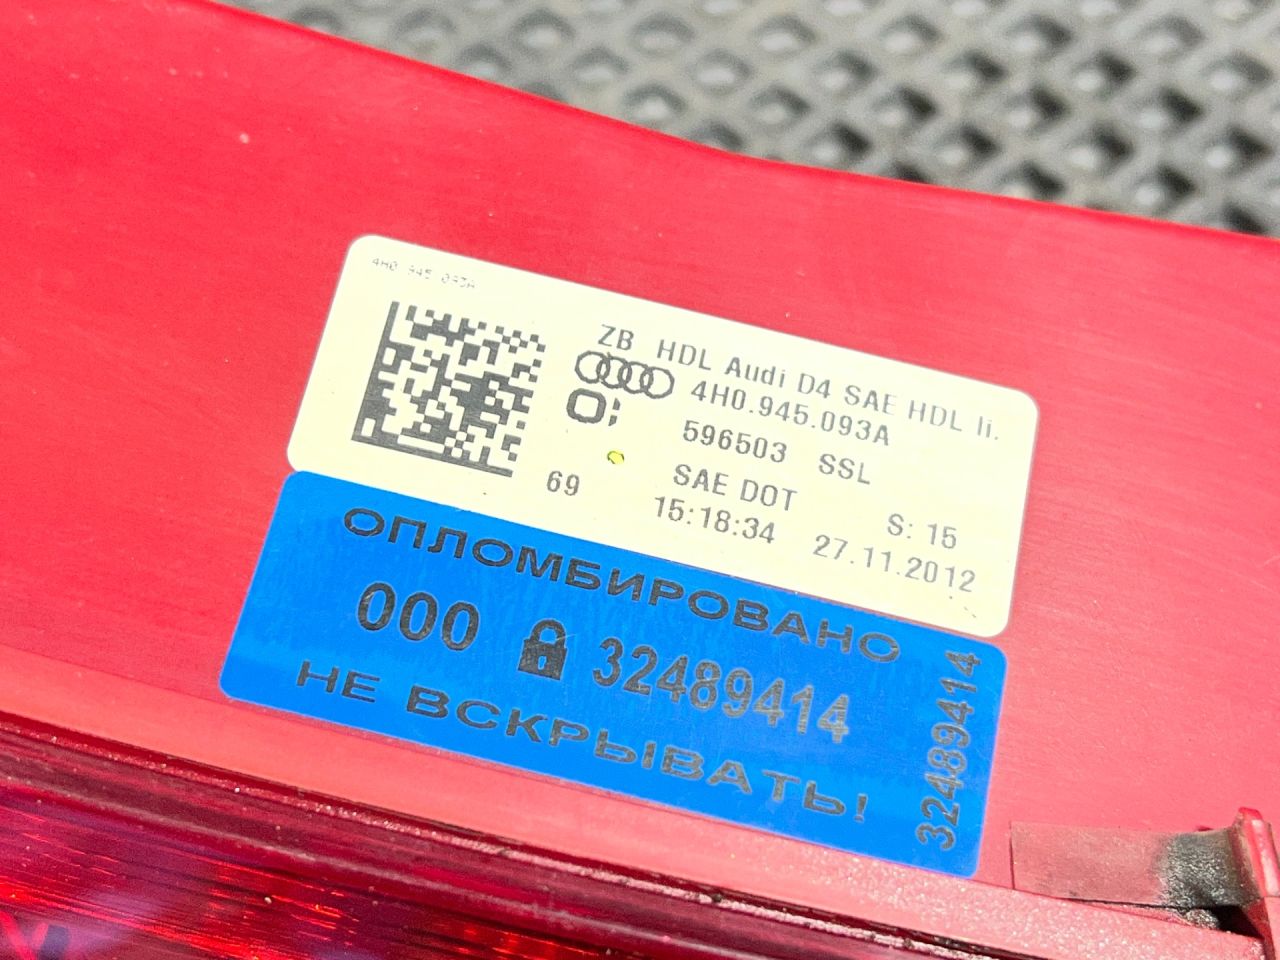 4H0 945 093A
ZB HDL Audi D4 SAE HDL li.
4H0.945.093A
596503 SSL
SAE DOT
S: 15
69
15:18:34 27.11.2012
ОПЛОМБИРОВАНО
000 32489414
НЕ ВСКРЫВАТЬ!
32489414